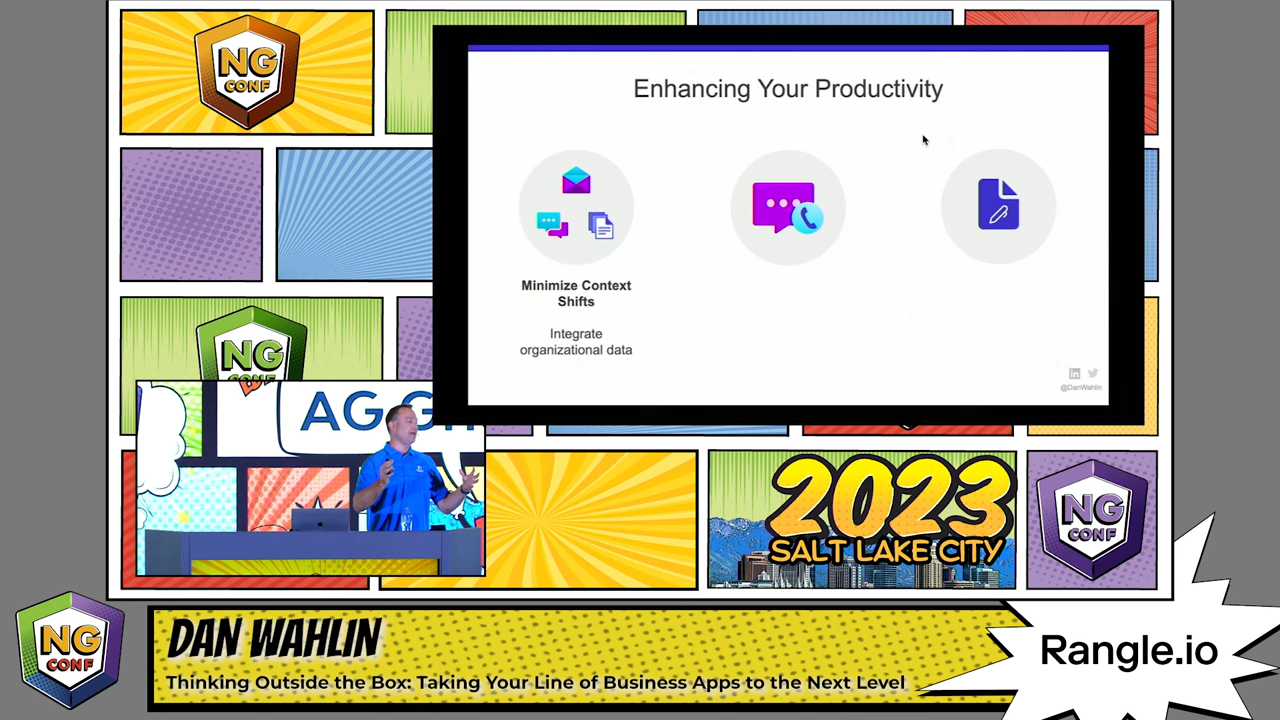 NG
CONF
Enhancing Your Productivity
Minimize Context
Shifts
Integrate
organizational data
@DanWahlin
NG
CONF
AG G
2023
SALT LAKE CITY
NG
CONF
NG
CONF
DAN WAHLIN
Thinking Outside the Box: Taking Your Line of Business Apps to the Next Level
Rangle.io